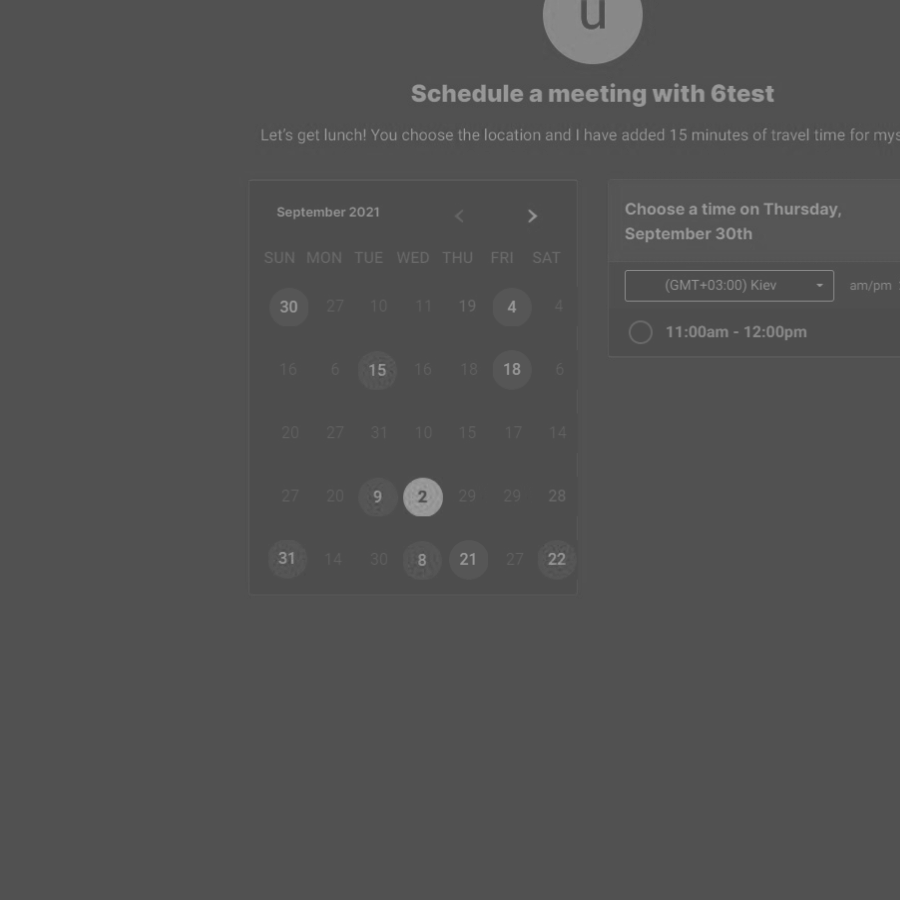 u
Schedule a meeting with 6test
Let's get lunch! You choose the location and I have added 15 minutes of travel time for mys
September 2021
SUN MON TUE WED THU FRI SAT
30 27 10 11 19 4 4
16 6 15 16 18 18 6
20 27 31 10 15 17 14
27 20 9 2 29 29 28
31 14 30 8 21 27 22
Choose a time on Thursday,
September 30th
(GMT+03:00) Kiev am/pm
11:00am - 12:00pm